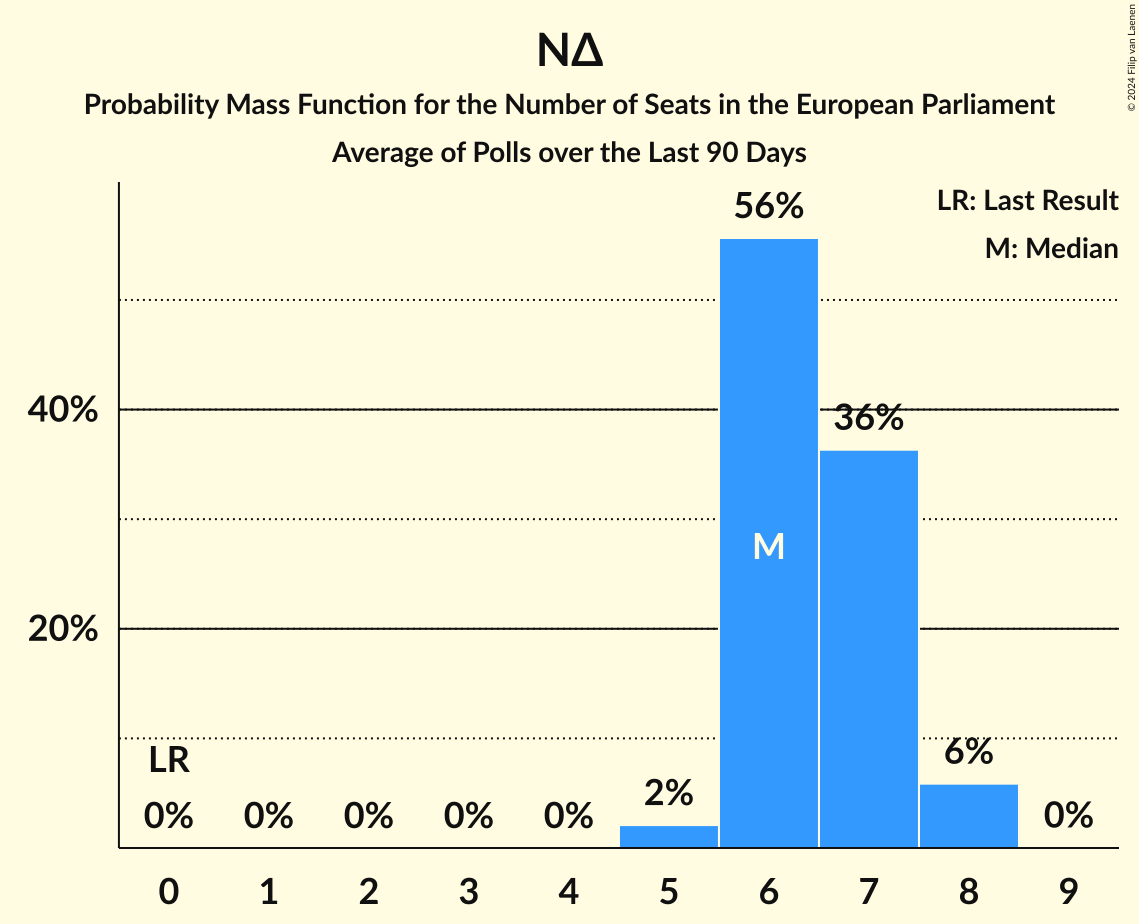 ΝΔ
Probability Mass Function for the Number of Seats in the European Parliament
Average of Polls over the Last 90 Days
© 2024 Filip van Laenen
LR: Last Result
M: Median
56%
40%
36%
M
20%
LR
6%
2%
0% 0% 0% 0% 0% 0%
0 1 2 3 4 5 6 7 8 9